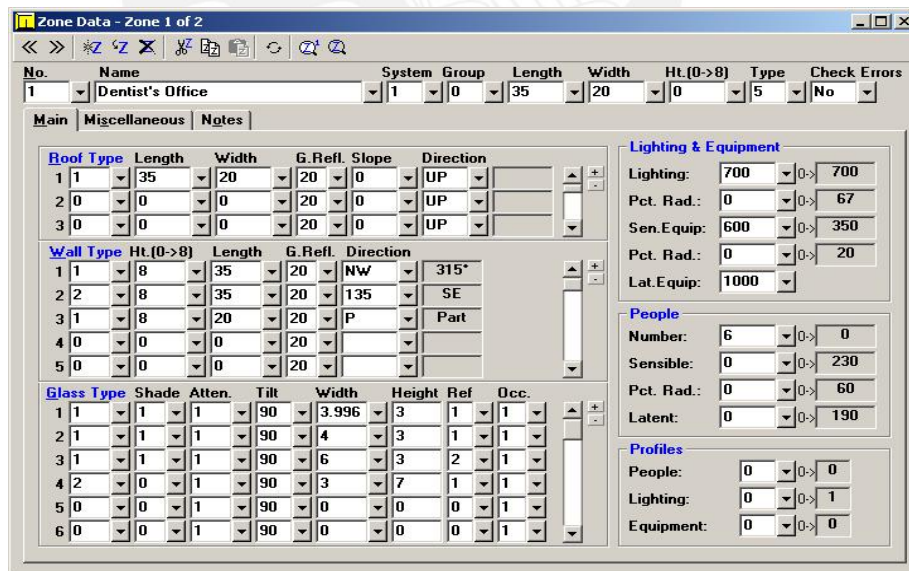 Zone Data - Zone 1 of 2
No. Name System Group Length Width Ht.(0->8) Type Check Errors
1 Dentist's Office 1 0 35 20 0 5 No
Main Miscellaneous Notes
Roof Type Length Width G.Refl. Slope Direction
1 1 35 20 20 0 UP
2 0 0 0 20 0 UP
3 0 0 0 20 0 UP
Wall Type Ht.(0->8) Length G.Refl. Direction
1 1 8 35 20 NW 315*
2 2 8 35 20 135 SE
3 1 8 20 20 P Part
4 0 0 0 20
5 0 0 0 20
Glass Type Shade Atten. Tilt Width Height Ref Occ.
1 1 1 1 90 3.996 3 1 1
2 1 1 1 90 4 3 1 1
3 1 1 1 90 6 3 2 1
4 2 0 1 90 3 7 1 1
5 0 0 1 90 0 0 0 1
6 0 0 1 90 0 0 0 1
Lighting & Equipment
Lighting: 700 0-> 700
Pct. Rad.: 0 0-> 67
Sen.Equip: 600 0-> 350
Pct. Rad.: 0 0-> 20
Lat.Equip: 1000
People
Number: 6 0-> 0
Sensible: 0 0-> 230
Pct. Rad.: 0 0-> 60
Latent: 0 0-> 190
Profiles
People: 0 0-> 0
Lighting: 0 0-> 1
Equipment: 0 0-> 0